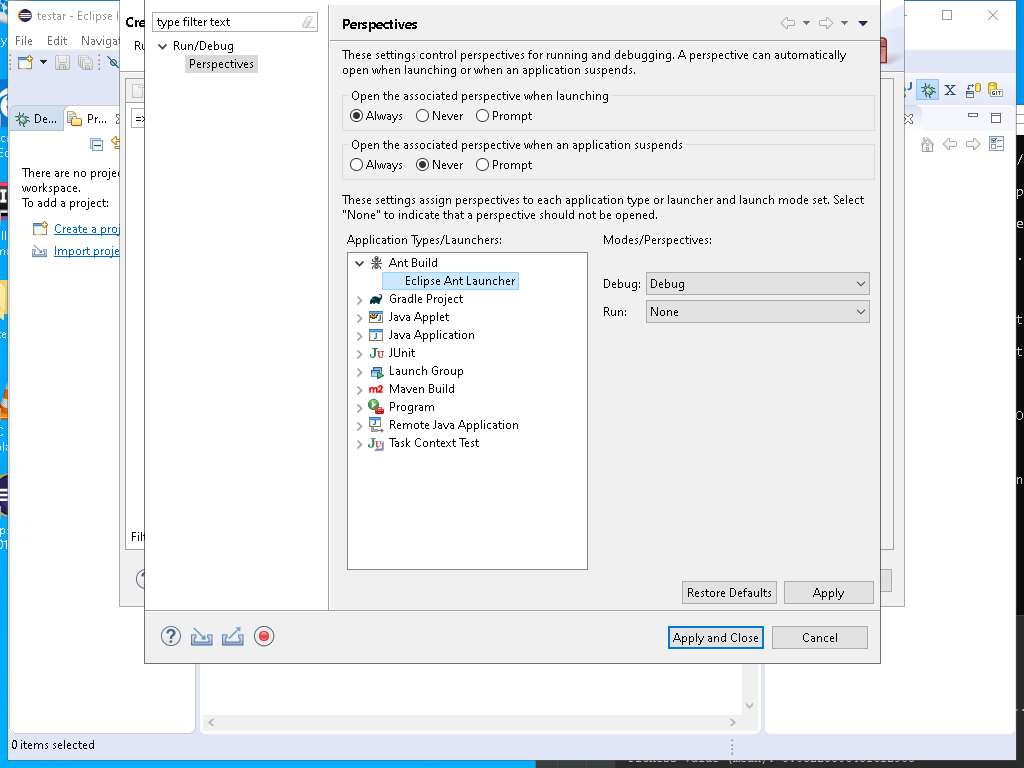 testar - Eclipse I
File Edit Navigat
De...
Pr...
There are no proje
workspace.
To add a project:
Create a proj
Import proje
0 items selected
Cre
Ru
Filt
type filter text
Run/Debug
Perspectives
Perspectives
These settings control perspectives for running and debugging. A perspective can automatically
open when launching or when an application suspends.
Open the associated perspective when launching
Always Never Prompt
Open the associated perspective when an application suspends
Always Never Prompt
These settings assign perspectives to each application type or launcher and launch mode set. Select
"None" to indicate that a perspective should not be opened.
Application Types/Launchers:
Modes/Perspectives:
Ant Build
Eclipse Ant Launcher
Gradle Project
Java Applet
Java Application
JUnit
Launch Group
Maven Build
Program
Remote Java Application
Task Context Test
Debug: Debug
Run: None
Restore Defaults Apply
Apply and Close Cancel